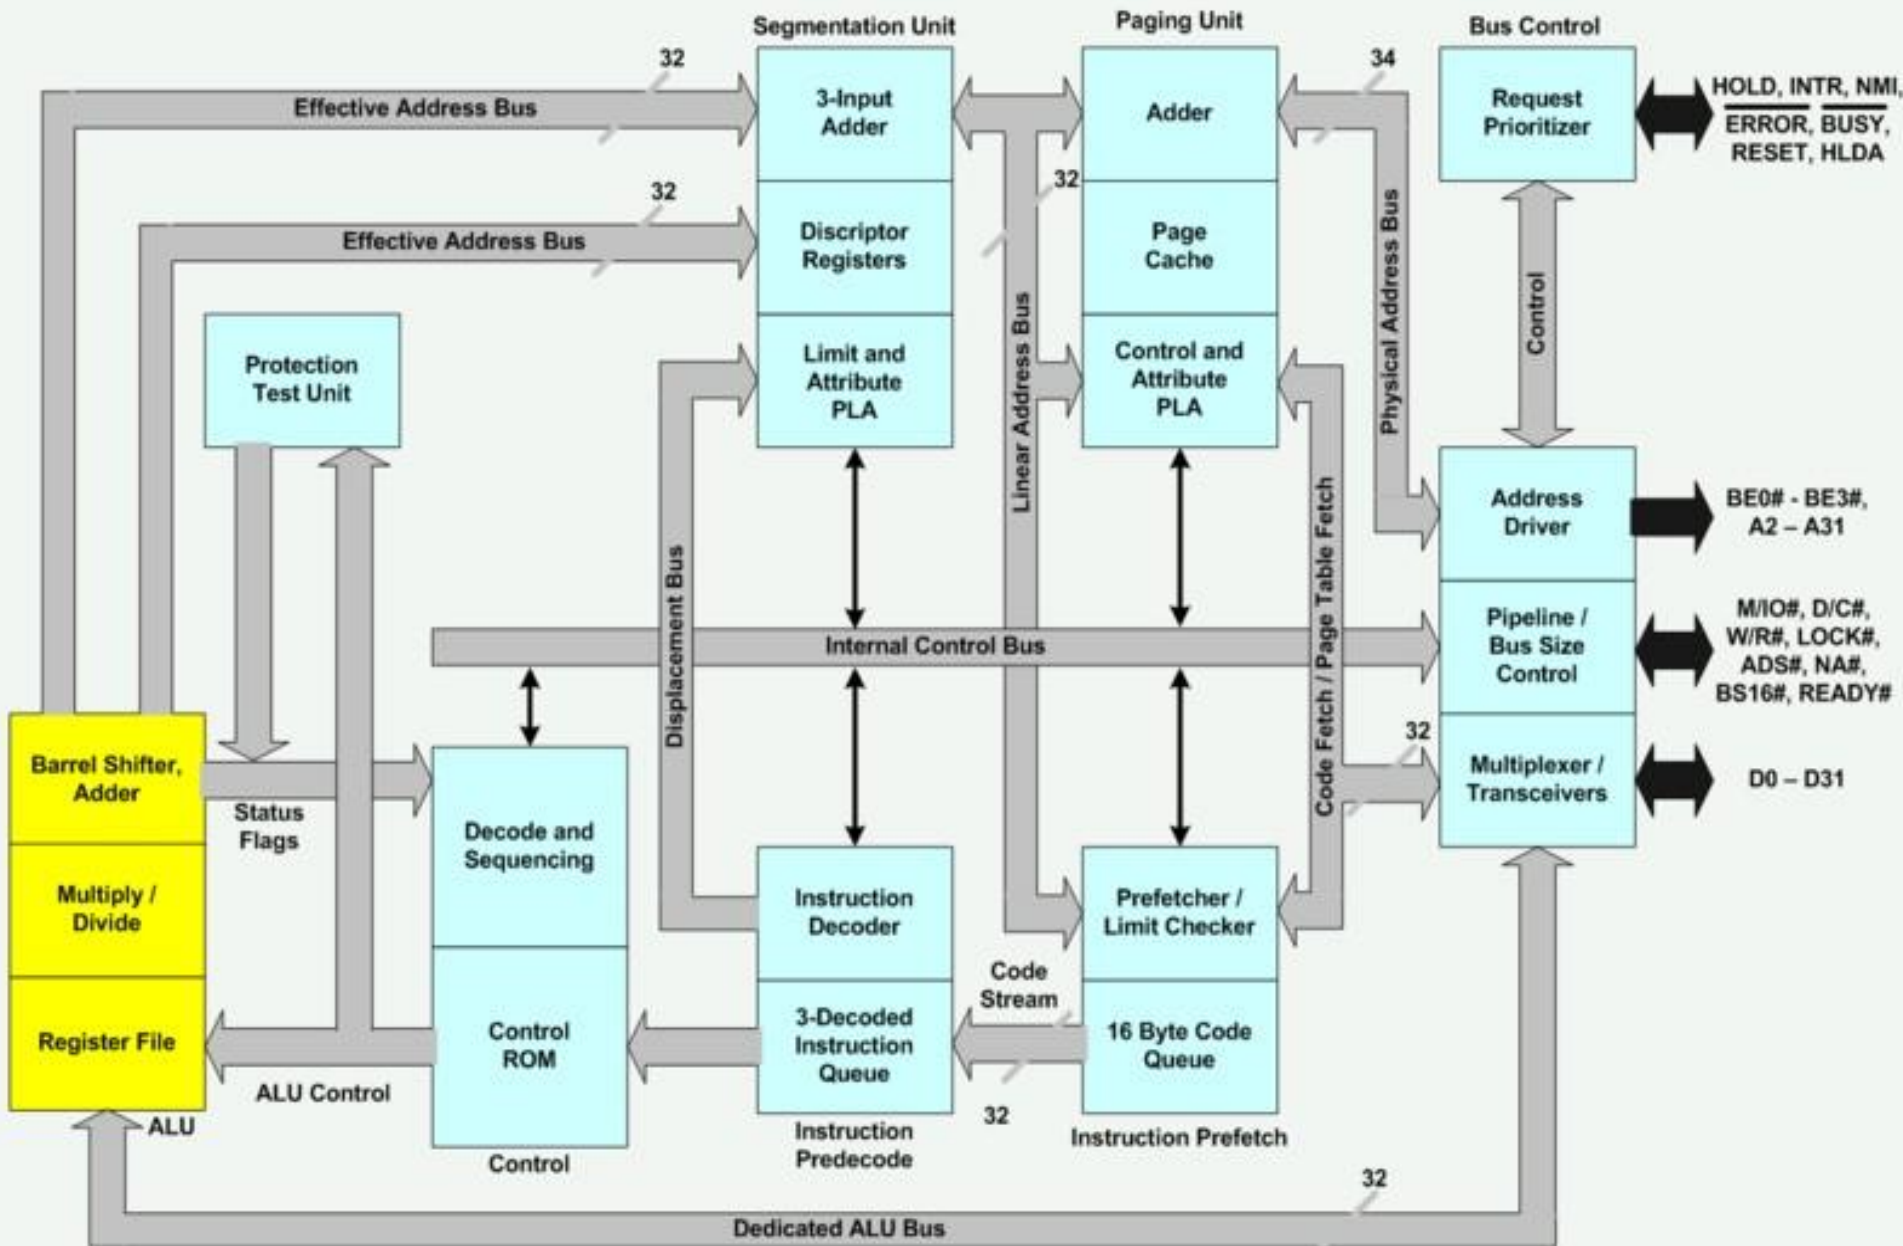 Segmentation Unit
Paging Unit
Bus Control
32
34
Effective Address Bus
3-Input
Adder
Adder
Request
Prioritizer
HOLD, INTR, NMI,
ERROR, BUSY,
RESET, HLDA
32
32
Effective Address Bus
Discriptor
Registers
Page
Cache
Physical Address Bus
Control
Linear Address Bus
Protection
Test Unit
Limit and
Attribute
PLA
Control and
Attribute
PLA
Address
Driver
BE0# - BE3#,
A2 – A31
Displacement Bus
Code Fetch / Page Table Fetch
Internal Control Bus
Pipeline /
Bus Size
Control
M/IO#, D/C#,
W/R#, LOCK#,
ADS#, NA#,
BS16#, READY#
32
Barrel Shifter,
Adder
Status
Flags
Multiplexer /
Transceivers
D0 – D31
Decode and
Sequencing
Multiply /
Divide
Instruction
Decoder
Prefetcher /
Limit Checker
Code
Stream
Register File
Control
ROM
3-Decoded
Instruction
Queue
16 Byte Code
Queue
ALU Control
32
ALU
Control
Instruction
Predecode
Instruction Prefetch
32
Dedicated ALU Bus